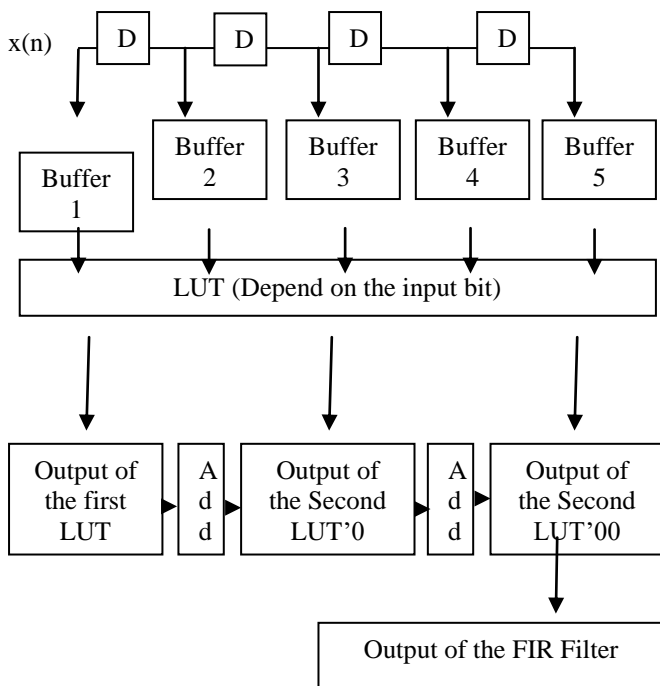 x(n)
D
D
D
D
Buffer
1
Buffer
2
Buffer
3
Buffer
4
Buffer
5
LUT (Depend on the input bit)
Output of
the first
LUT
A
d
d
Output of
the Second
LUT'0
A
d
d
Output of
the Second
LUT'00
Output of the FIR Filter